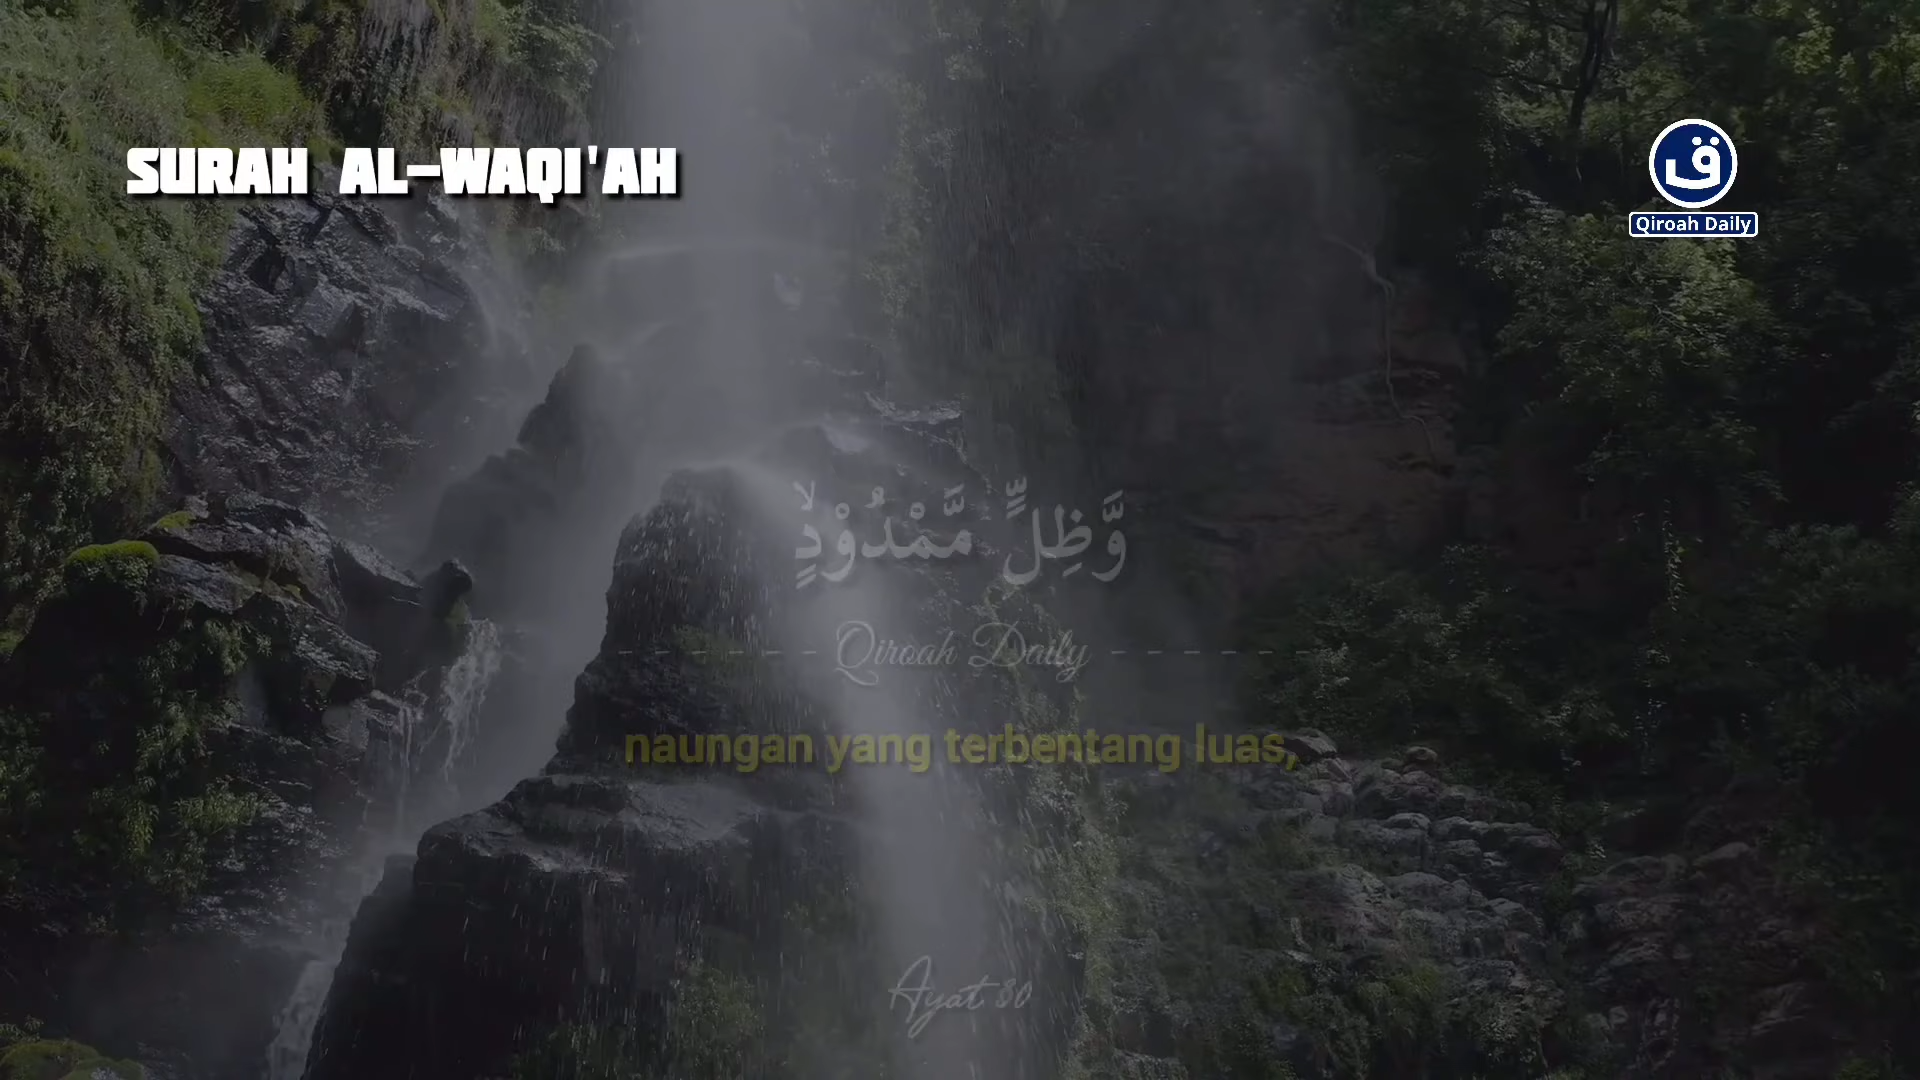 SURAH AL-WAQI'AH
ق
Qiroah Daily
وَّظِلٍّ مَّمْدُوْدٍۙ
Qiroah Daily
naungan yang terbentang luas,
Ayat 30